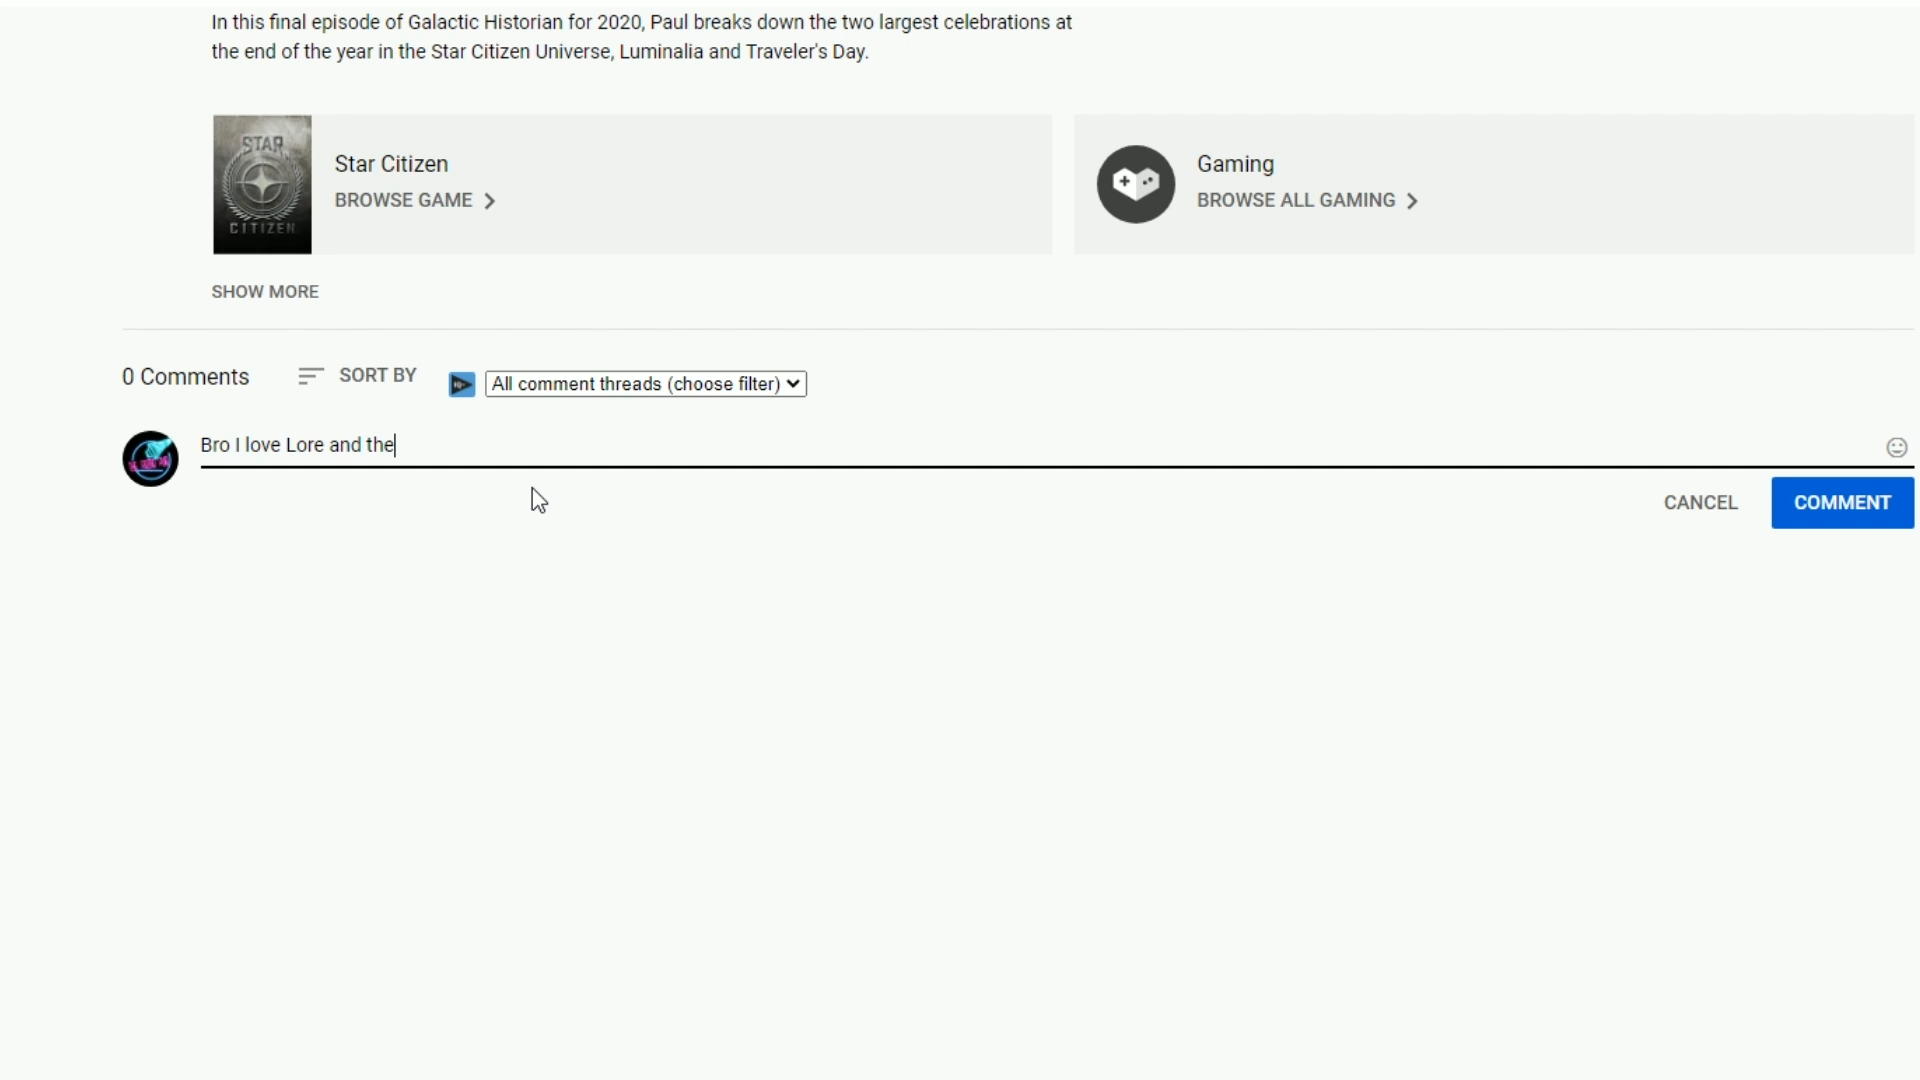 In this final episode of Galactic Historian for 2020, Paul breaks down the two largest celebrations at
the end of the year in the Star Citizen Universe, Luminalia and Traveler's Day.
STAR
CITIZEN
Star Citizen
BROWSE GAME
Gaming
BROWSE ALL GAMING
SHOW MORE
0 Comments
SORT BY
All comment threads (choose filter)
Bro I love Lore and the
CANCEL
COMMENT